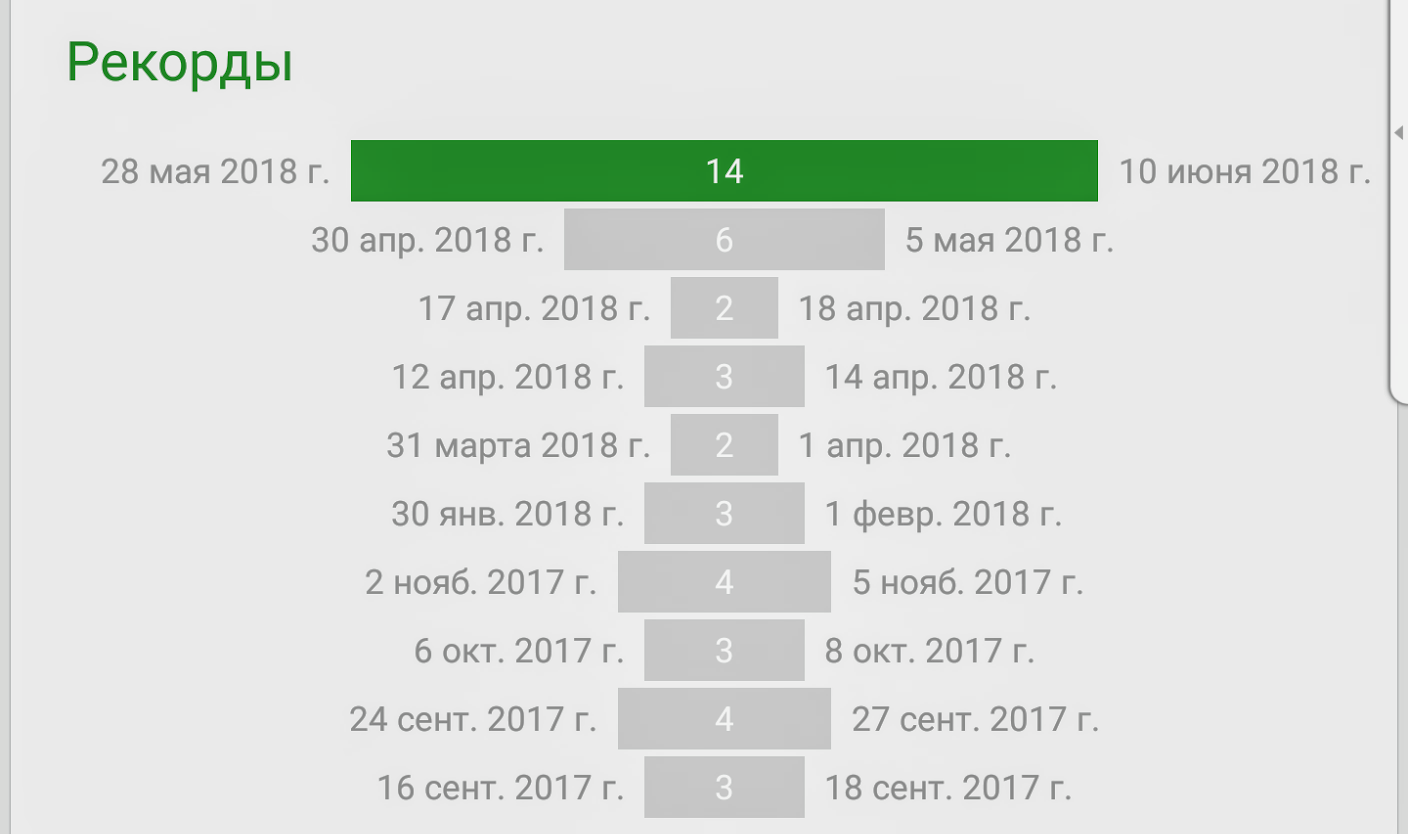 Рекорды
28 мая 2018 г. 14 10 июня 2018 г.
30 апр. 2018 г. 6 5 мая 2018 г.
17 апр. 2018 г. 2 18 апр. 2018 г.
12 апр. 2018 г. 3 14 апр. 2018 г.
31 марта 2018 г. 2 1 апр. 2018 г.
30 янв. 2018 г. 3 1 февр. 2018 г.
2 нояб. 2017 г. 4 5 нояб. 2017 г.
6 окт. 2017 г. 3 8 окт. 2017 г.
24 сент. 2017 г. 4 27 сент. 2017 г.
16 сент. 2017 г. 3 18 сент. 2017 г.